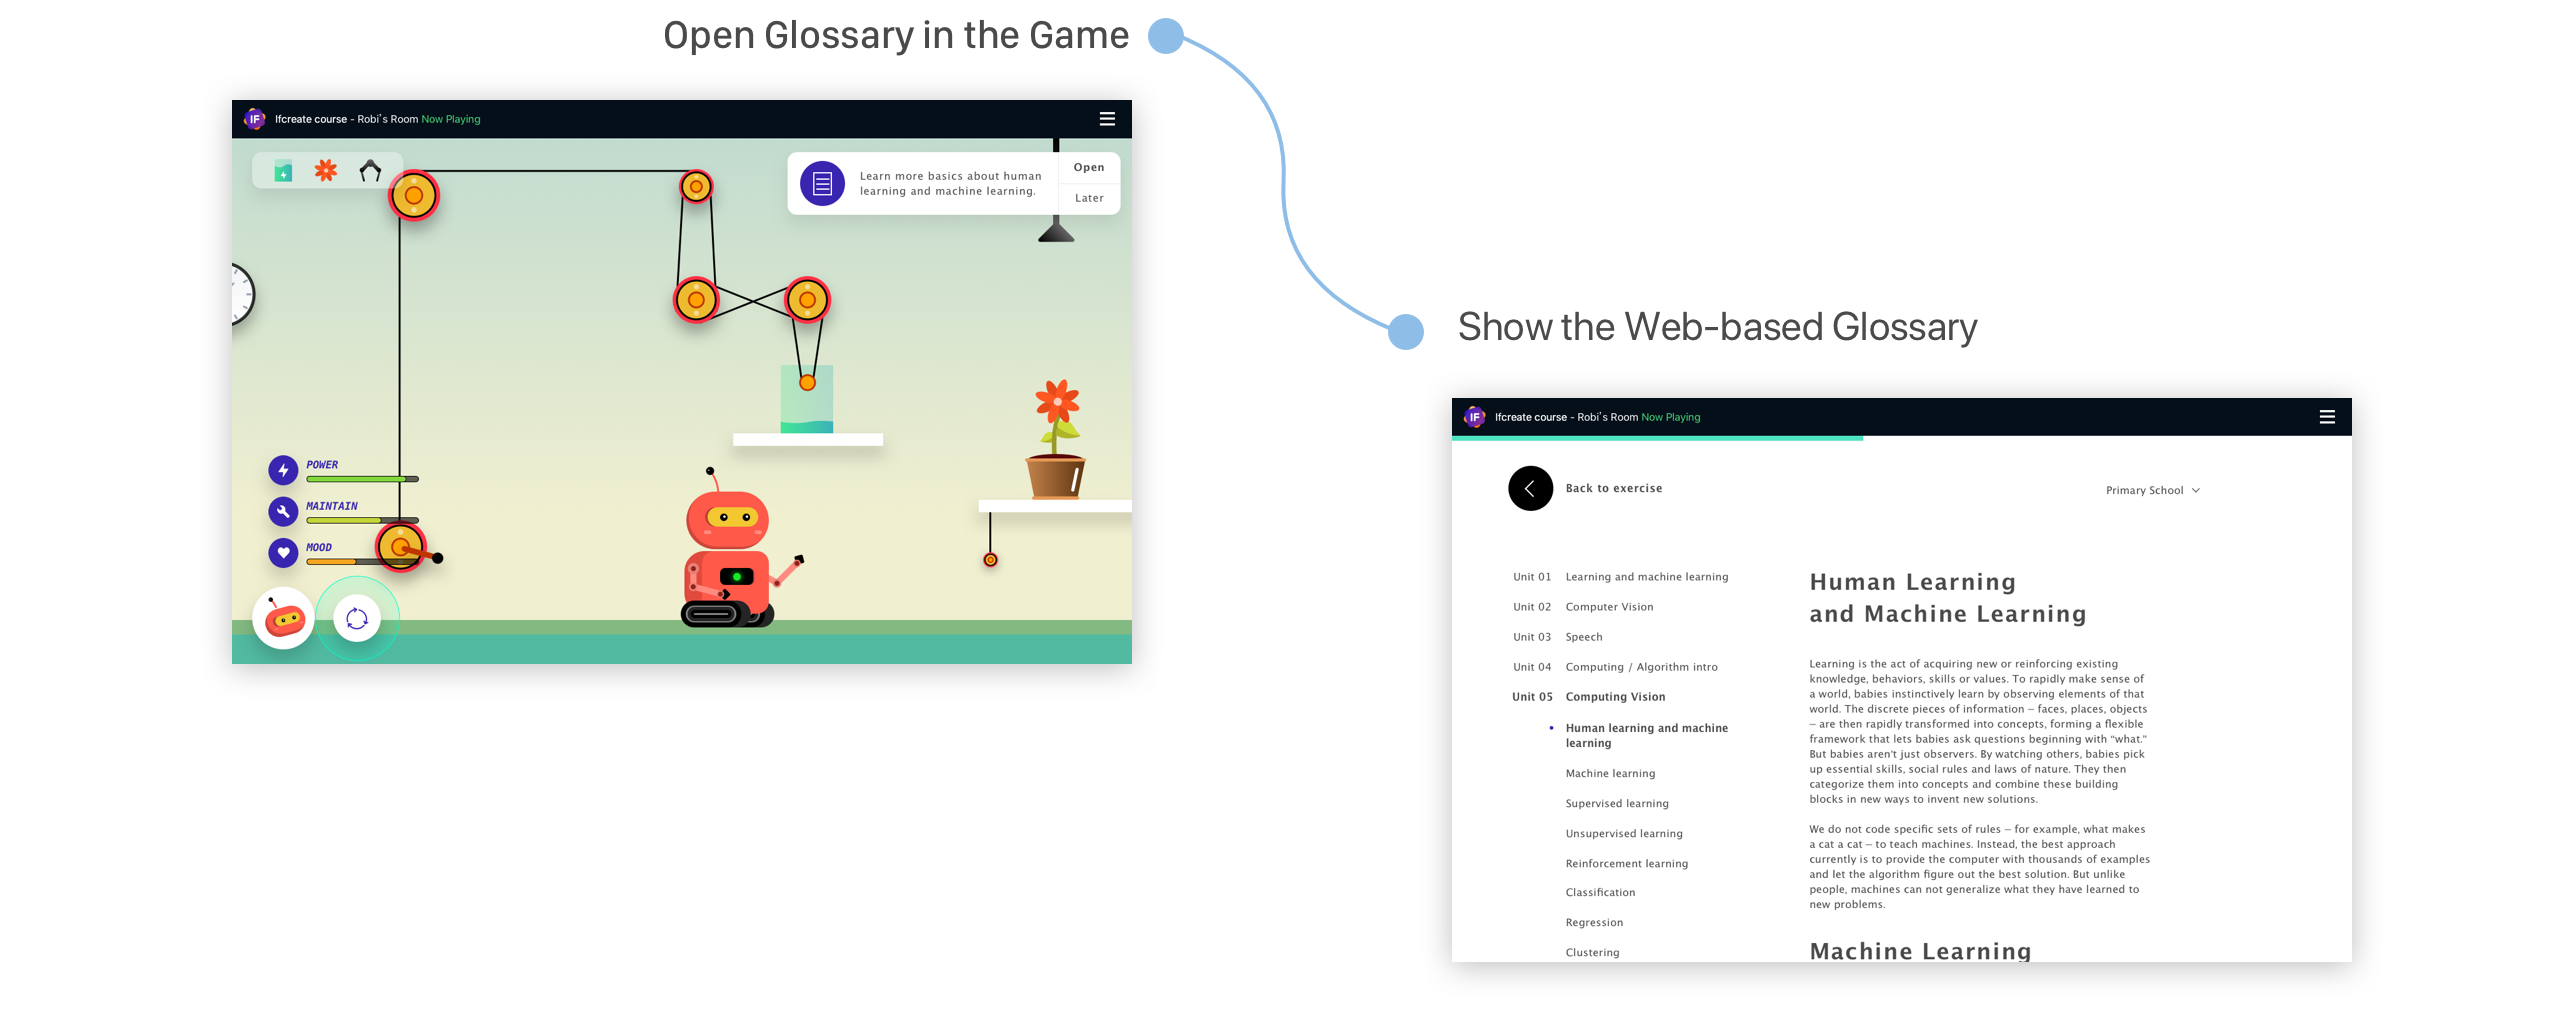 Open Glossary in the Game
IF
Ifcreate course - Robi's Room Now Playing
Learn more basics about human
learning and machine learning.
Open
Later
POWER
MAINTAIN
MOOD
Show the Web-based Glossary
IF
Ifcreate course - Robi's Room Now Playing
Back to exercise
Primary School
Unit 01 Learning and machine learning
Unit 02 Computer Vision
Unit 03 Speech
Unit 04 Computing / Algorithm intro
Unit 05 Computing Vision
• Human learning and machine
learning
Machine learning
Supervised learning
Unsupervised learning
Reinforcement learning
Classification
Regression
Clustering
Human Learning
and Machine Learning
Learning is the act of acquiring new or reinforcing existing
knowledge, behaviors, skills or values. To rapidly make sense of
a world, babies instinctively learn by observing elements of that
world. The discrete pieces of information – faces, places, objects
– are then rapidly transformed into concepts, forming a flexible
framework that lets babies ask questions beginning with “what.”
But babies aren’t just observers. By watching others, babies pick
up essential skills, social rules and laws of nature. They then
categorize them into concepts and combine these building
blocks in new ways to invent new solutions.
We do not code specific sets of rules – for example, what makes
a cat a cat – to teach machines. Instead, the best approach
currently is to provide the computer with thousands of examples
and let the algorithm figure out the best solution. But unlike
people, machines can not generalize what they have learned to
new problems.
Machine Learning